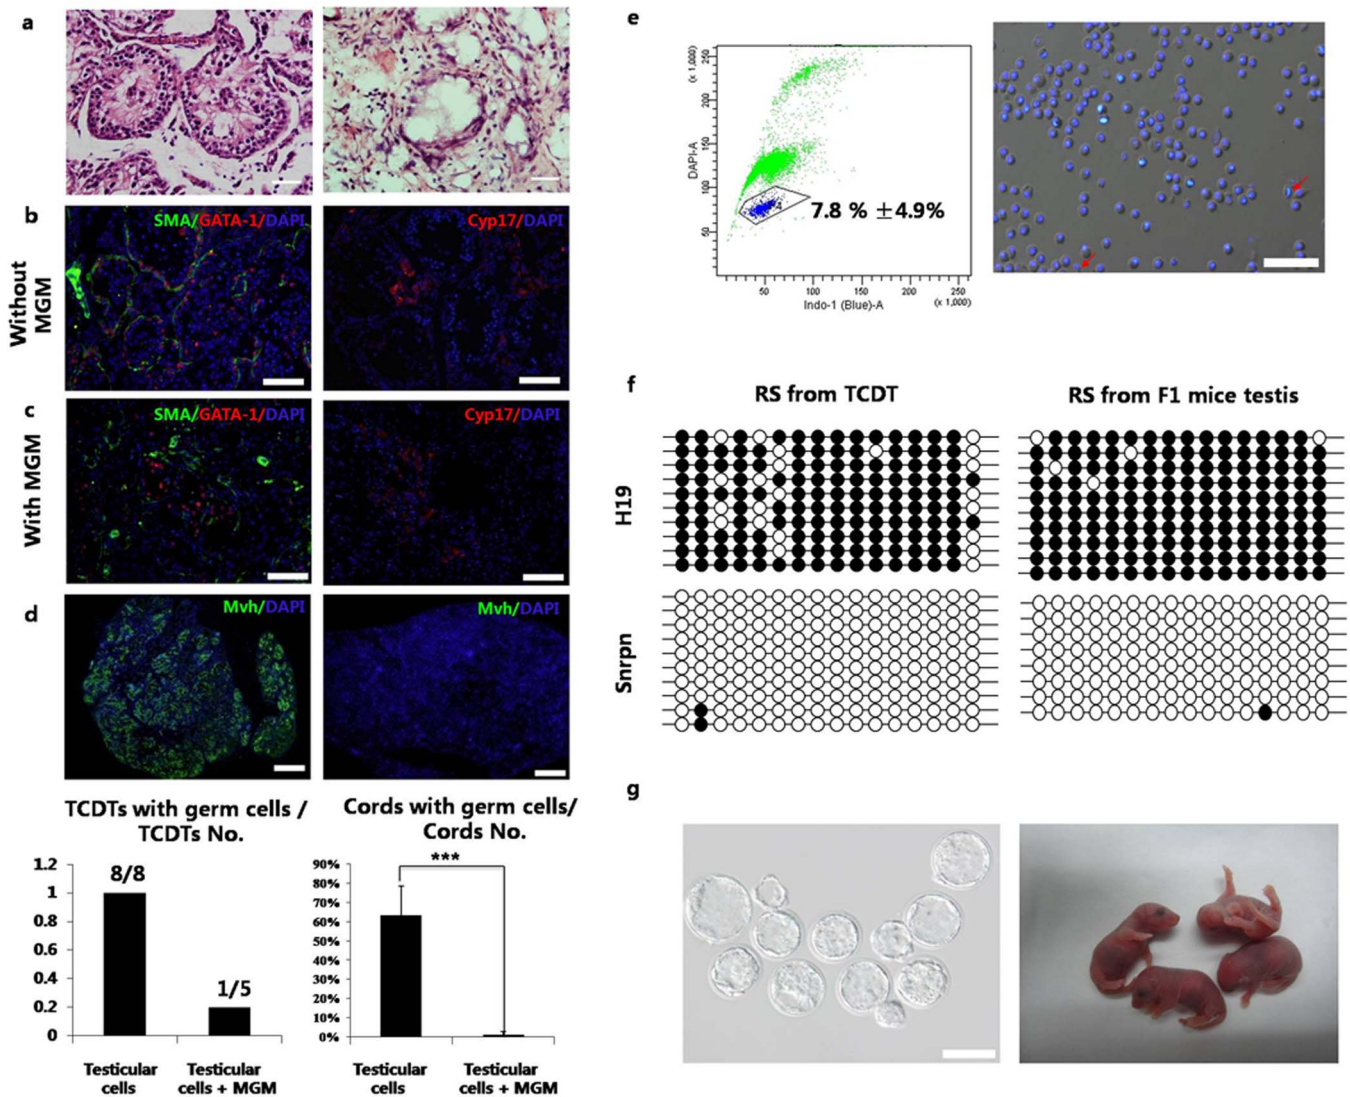 a
b
SMA/GATA-1/DAPI
Cyp17/DAPI
Without
MGM
c
SMA/GATA-1/DAPI
Cyp17/DAPI
With MGM
d
Mvh/DAPI
Mvh/DAPI
TCDTs with germ cells /
TCDTs No.
1.2
1
0.8
0.6
0.4
0.2
0
8/8
1/5
Testicular
cells
Testicular
cells + MGM
Cords with germ cells/
Cords No.
90%
80%
70%
60%
50%
40%
30%
20%
10%
0%
***
Testicular
cells
Testicular
cells + MGM
e
(x 1,000)
250
200
150
100
50
DAPI-A
7.8 % ±4.9%
50 100 150 200 250
Indo-1 (Blue)-A
(x 1,000)
f
RS from TCDT
RS from F1 mice testis
H19
Snrpn
g